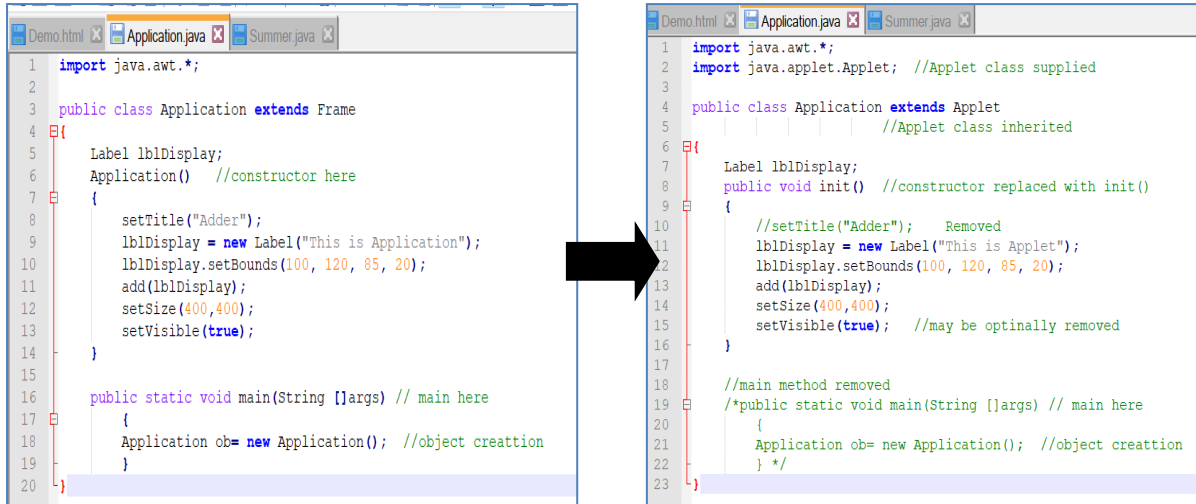 Demo.html Application.java Summer.java
1 import java.awt.*;
2
3 public class Application extends Frame
4 {
5 Label lblDisplay;
6 Application() //constructor here
7 {
8 setTitle("Adder");
9 lblDisplay = new Label("This is Application");
10 lblDisplay.setBounds(100, 120, 85, 20);
11 add(lblDisplay);
12 setSize(400,400);
13 setVisible(true);
14 }
15
16 public static void main(String []args) // main here
17 {
18 Application ob= new Application(); //object creattion
19 }
20 }
Demo.html Application.java Summer.java
1 import java.awt.*;
2 import java.applet.Applet; //Applet class supplied
3
4 public class Application extends Applet
5 //Applet class inherited
6 {
7 Label lblDisplay;
8 public void init() //constructor replaced with init()
9 {
10 //setTitle("Adder"); Removed
11 lblDisplay = new Label("This is Applet");
12 lblDisplay.setBounds(100, 120, 85, 20);
13 add(lblDisplay);
14 setSize(400,400);
15 setVisible(true); //may be optinally removed
16 }
17
18 //main method removed
19 /*public static void main(String []args) // main here
20 {
21 Application ob= new Application(); //object creattion
22 } */
23 }